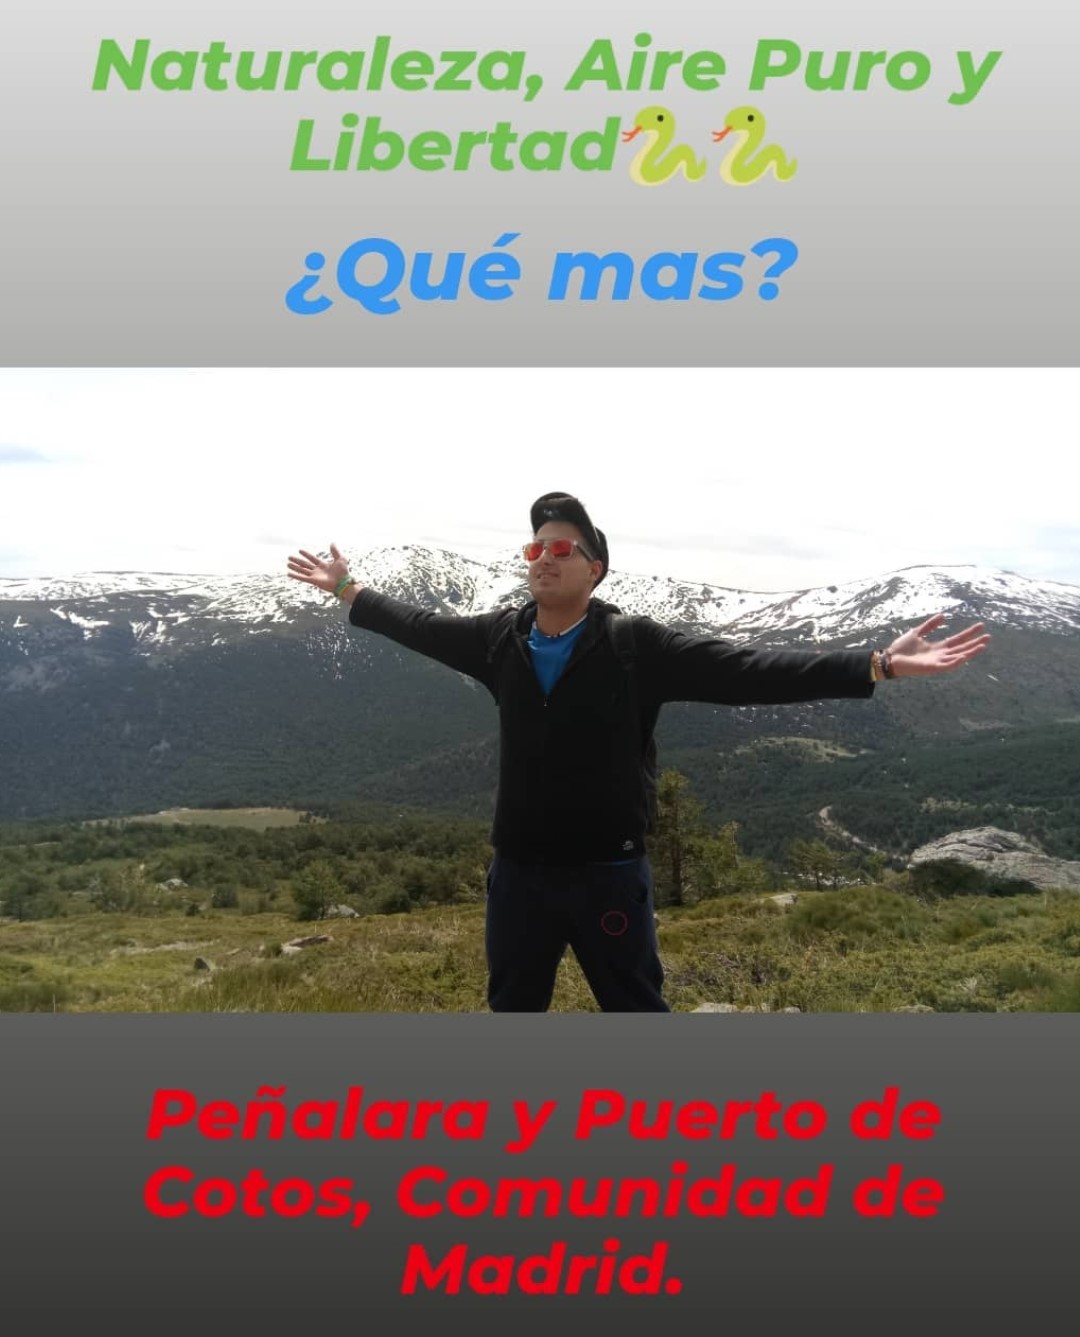 Naturaleza, Aire Puro y
Libertad🐍🐍
¿Qué mas?
Peñalara y Puerto de
Cotos, Comunidad de
Madrid.